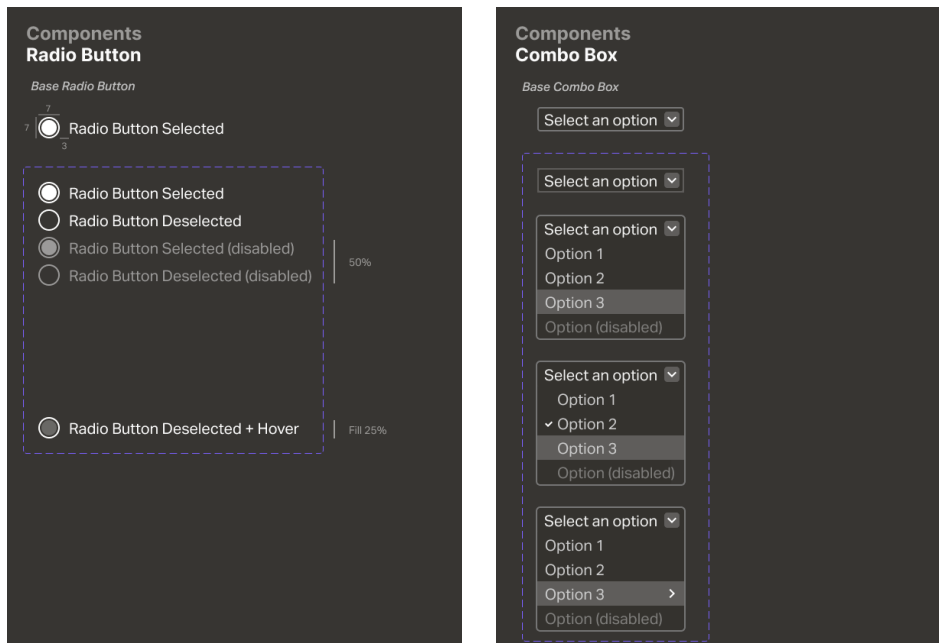 Components
Radio Button
Base Radio Button
7
7
Radio Button Selected
3
Radio Button Selected
Radio Button Deselected
Radio Button Selected (disabled)
50%
Radio Button Deselected (disabled)
Radio Button Deselected + Hover
Fill 25%
Components
Combo Box
Base Combo Box
Select an option
Select an option
Select an option
Option 1
Option 2
Option 3
Option (disabled)
Select an option
Option 1
Option 2
Option 3
Option (disabled)
Select an option
Option 1
Option 2
Option 3
Option (disabled)